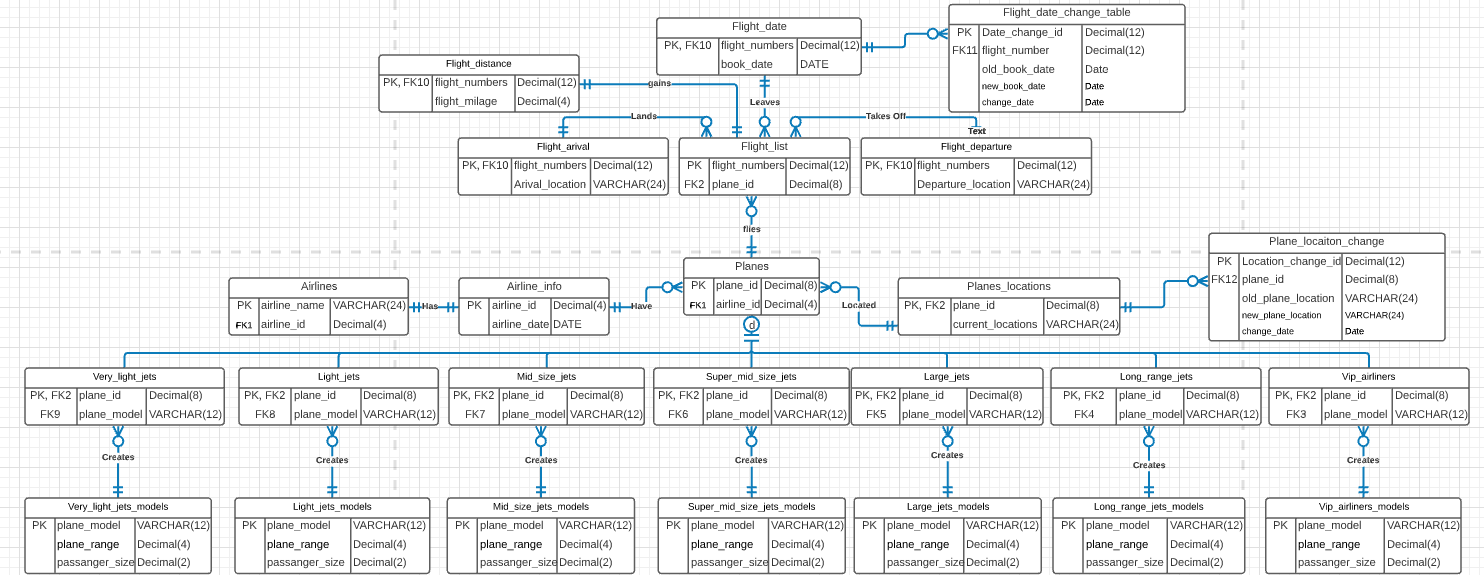 Flight_date
PK, FK10 flight_numbers Decimal(12)
book_date DATE
Flight_date_change_table
PK Date_change_id Decimal(12)
FK11 flight_number Decimal(12)
old_book_date Date
new_book_date Date
change_date Date
Flight_distance
PK, FK10 flight_numbers Decimal(12)
flight_milage Decimal(4)
gains
Leaves
Lands
Takes Off
Text
Flight_arival
PK, FK10 flight_numbers Decimal(12)
Arival_location VARCHAR(24)
Flight_list
PK flight_numbers Decimal(12)
FK2 plane_id Decimal(8)
Flight_departure
PK, FK10 flight_numbers Decimal(12)
Departure_location VARCHAR(24)
flies
Plane_locaiton_change
PK Location_change_id Decimal(12)
FK12 plane_id Decimal(8)
old_plane_location VARCHAR(24)
new_plane_location VARCHAR(24)
change_date Date
Airlines
PK airline_name VARCHAR(24)
FK1 airline_id Decimal(4)
Has
Airline_info
PK airline_id Decimal(4)
airline_date DATE
Have
Planes
PK plane_id Decimal(8)
FK1 airline_id Decimal(4)
Located
Planes_locations
PK, FK2 plane_id Decimal(8)
current_locations VARCHAR(24)
d
Very_light_jets
PK, FK2 plane_id Decimal(8)
FK9 plane_model VARCHAR(12)
Light_jets
PK, FK2 plane_id Decimal(8)
FK8 plane_model VARCHAR(12)
Mid_size_jets
PK, FK2 plane_id Decimal(8)
FK7 plane_model VARCHAR(12)
Super_mid_size_jets
PK, FK2 plane_id Decimal(8)
FK6 plane_model VARCHAR(12)
Large_jets
PK, FK2 plane_id Decimal(8)
FK5 plane_model VARCHAR(12)
Long_range_jets
PK, FK2 plane_id Decimal(8)
FK4 plane_model VARCHAR(12)
Vip_airliners
PK, FK2 plane_id Decimal(8)
FK3 plane_model VARCHAR(12)
Creates
Creates
Creates
Creates
Creates
Creates
Creates
Very_light_jets_models
PK plane_model VARCHAR(12)
plane_range Decimal(4)
passanger_size Decimal(2)
Light_jets_models
PK plane_model VARCHAR(12)
plane_range Decimal(4)
passanger_size Decimal(2)
Mid_size_jets_models
PK plane_model VARCHAR(12)
plane_range Decimal(4)
passanger_size Decimal(2)
Super_mid_size_jets_models
PK plane_model VARCHAR(12)
plane_range Decimal(4)
passanger_size Decimal(2)
Large_jets_models
PK plane_model VARCHAR(12)
plane_range Decimal(4)
passanger_size Decimal(2)
Long_range_jets_models
PK plane_model VARCHAR(12)
plane_range Decimal(4)
passanger_size Decimal(2)
Vip_airliners_models
PK plane_model VARCHAR(12)
plane_range Decimal(4)
passanger_size Decimal(2)